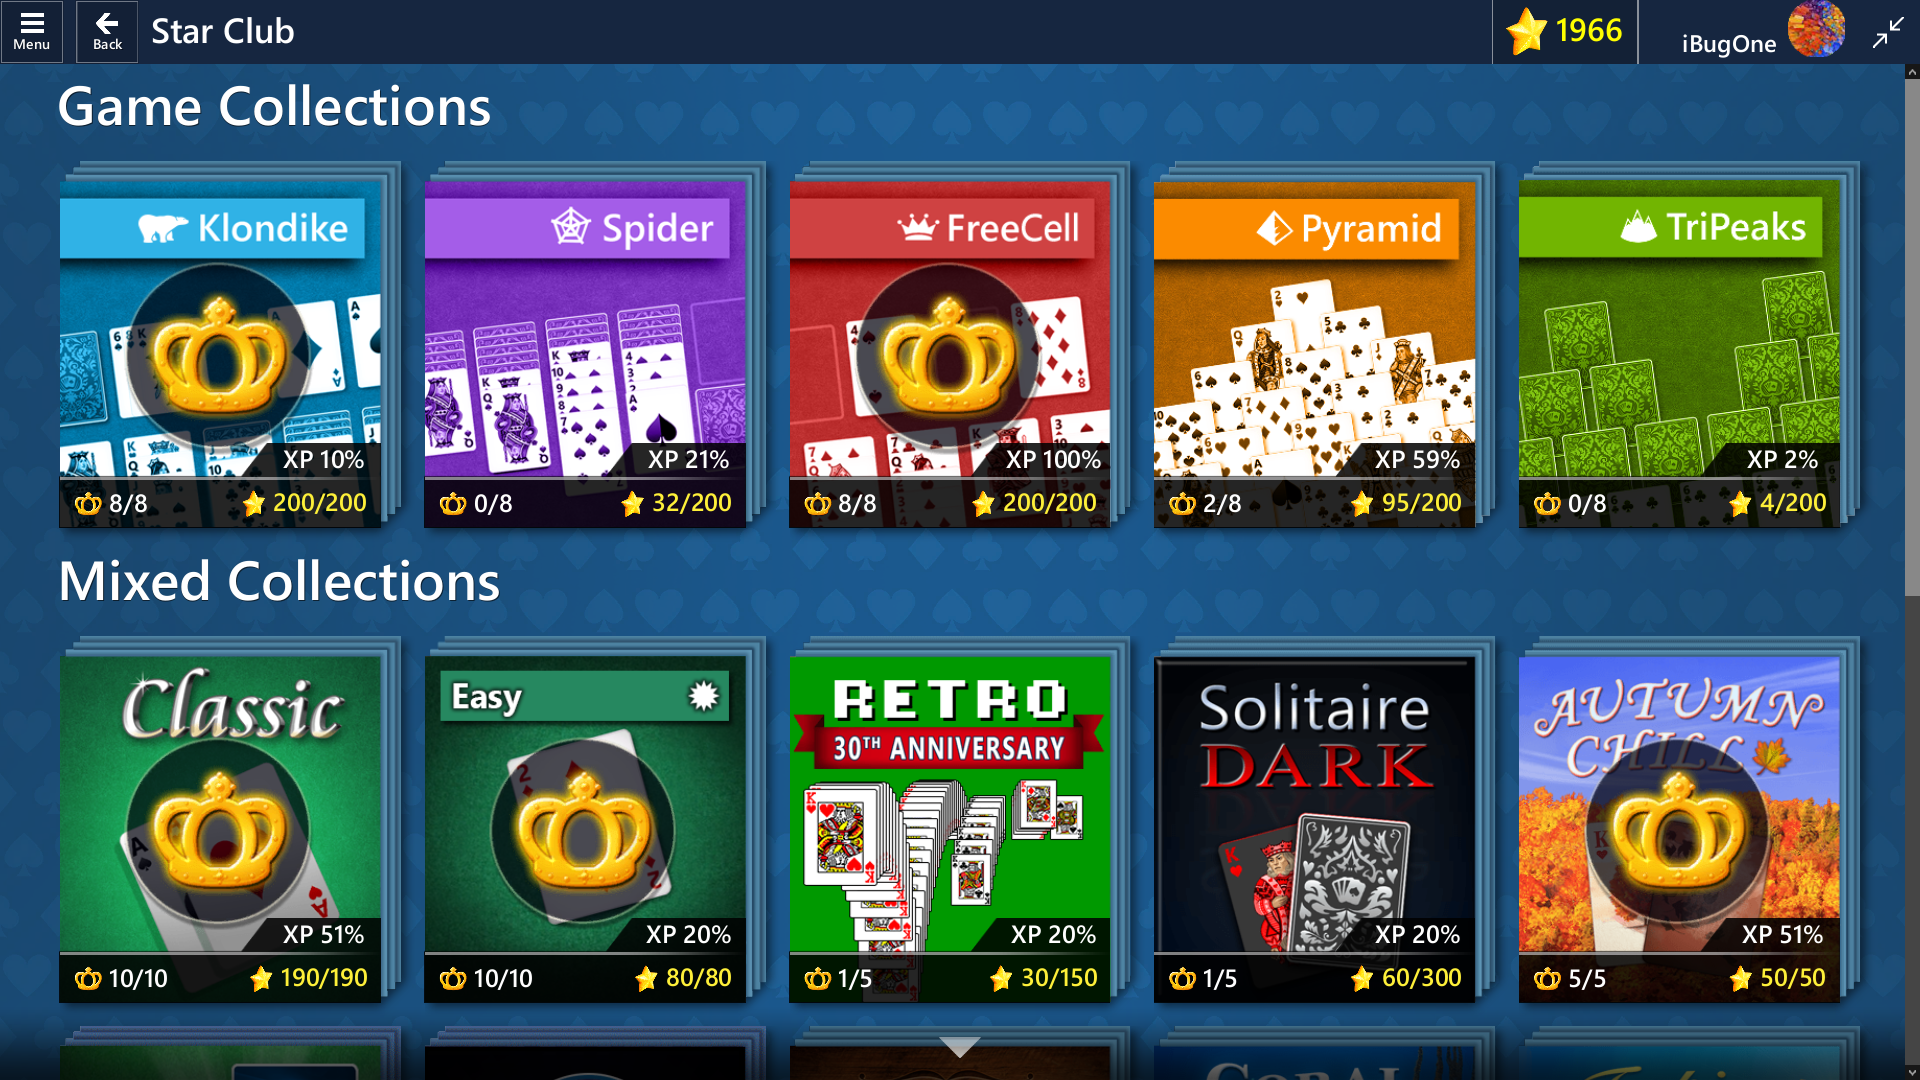 Menu
Back
Star Club
1966
iBugOne
Game Collections
Klondike
XP 10%
8/8
200/200
Spider
XP 21%
0/8
32/200
FreeCell
XP 100%
8/8
200/200
Pyramid
XP 59%
2/8
95/200
TriPeaks
XP 2%
0/8
4/200
Mixed Collections
Classic
XP 51%
10/10
190/190
Easy
XP 20%
10/10
80/80
RETRO
30TH ANNIVERSARY
XP 20%
1/5
30/150
Solitaire
DARK
XP 20%
1/5
60/300
AUTUMN
CHILL
XP 51%
5/5
50/50